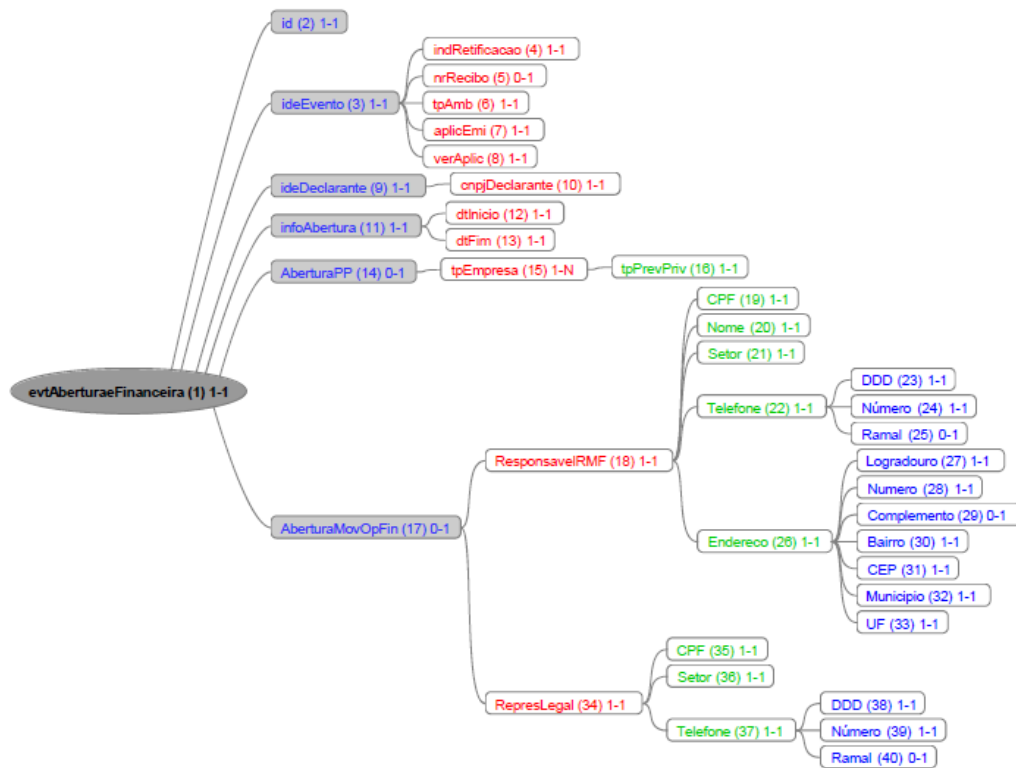 id (2) 1-1
indRetificacao (4) 1-1
nrRecibo (5) 0-1
ideEvento (3) 1-1
tpAmb (6) 1-1
aplicEmi (7) 1-1
verAplic (8) 1-1
ideDeclarante (9) 1-1
cnpjDeclarante (10) 1-1
infoAbertura (11) 1-1
dtInicio (12) 1-1
dtFim (13) 1-1
AberturaPP (14) 0-1
tpEmpresa (15) 1-N
tpPrevPriv (16) 1-1
evtAberturaeFinanceira (1) 1-1
AberturaMovOpFin (17) 0-1
ResponsavelRMF (18) 1-1
CPF (19) 1-1
Nome (20) 1-1
Setor (21) 1-1
Telefone (22) 1-1
DDD (23) 1-1
Número (24) 1-1
Ramal (25) 0-1
Endereco (26) 1-1
Logradouro (27) 1-1
Numero (28) 1-1
Complemento (29) 0-1
Bairro (30) 1-1
CEP (31) 1-1
Municipio (32) 1-1
UF (33) 1-1
RepresLegal (34) 1-1
CPF (35) 1-1
Setor (36) 1-1
Telefone (37) 1-1
DDD (38) 1-1
Número (39) 1-1
Ramal (40) 0-1